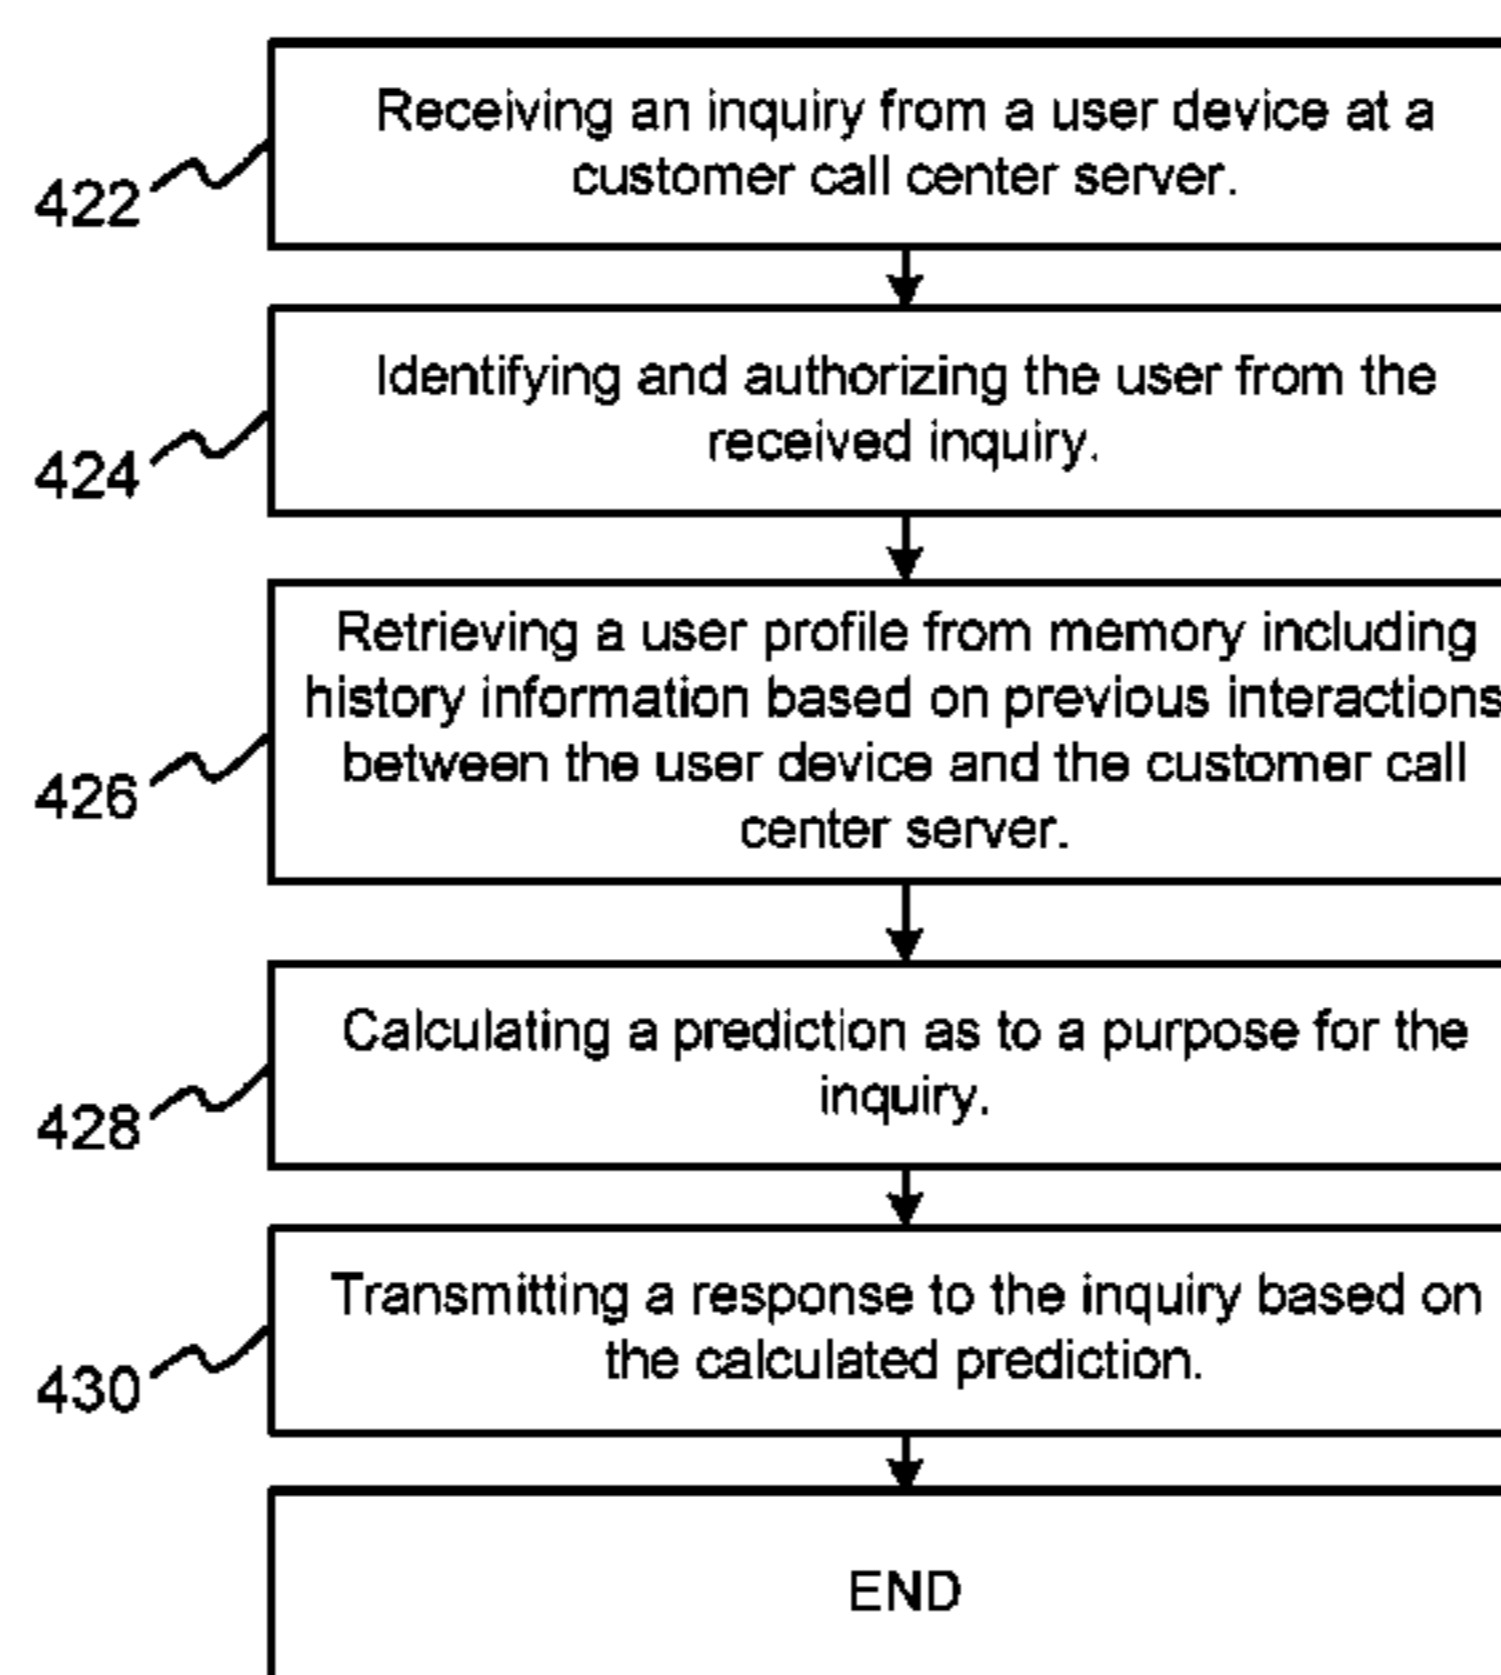 Receiving an inquiry from a user device at a
customer call center server.
422
Identifying and authorizing the user from the
received inquiry.
424
Retrieving a user profile from memory including
history information based on previous interactions
between the user device and the customer call
center server.
426
Calculating a prediction as to a purpose for the
inquiry.
428
Transmitting a response to the inquiry based on
the calculated prediction.
430
END